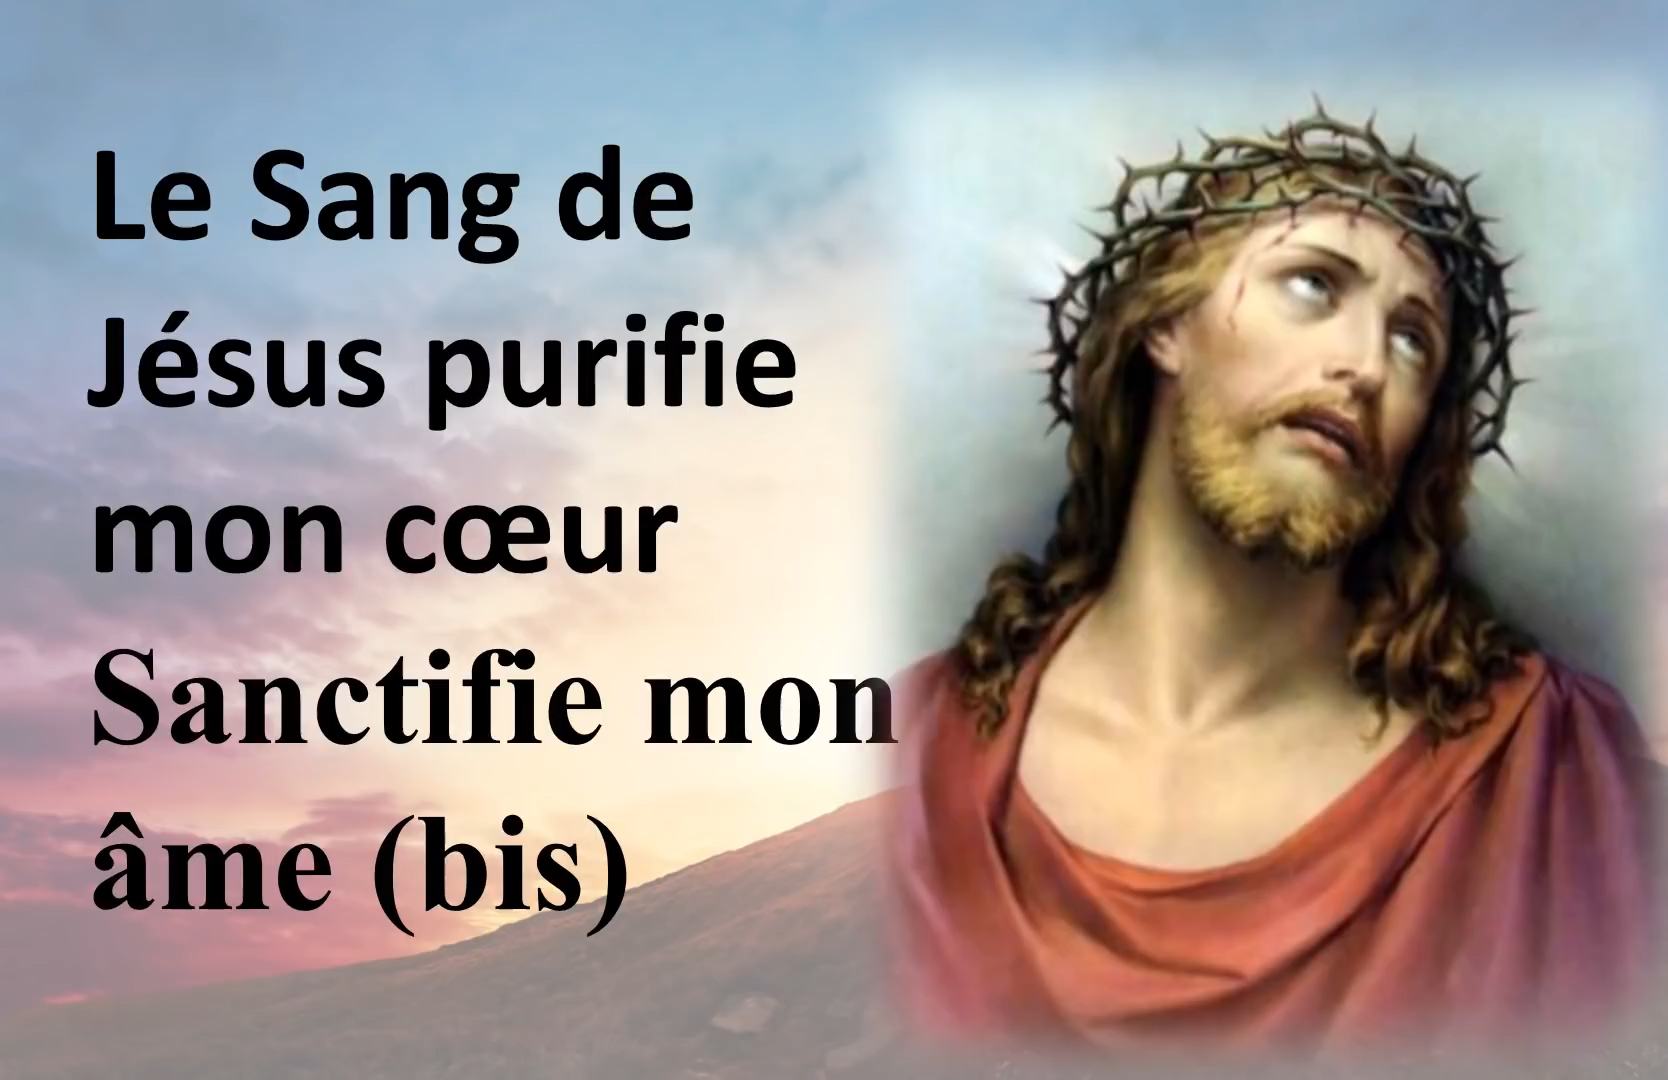 Le Sang de
Jésus purifie
mon cœur
Sanctifie mon
âme (bis)